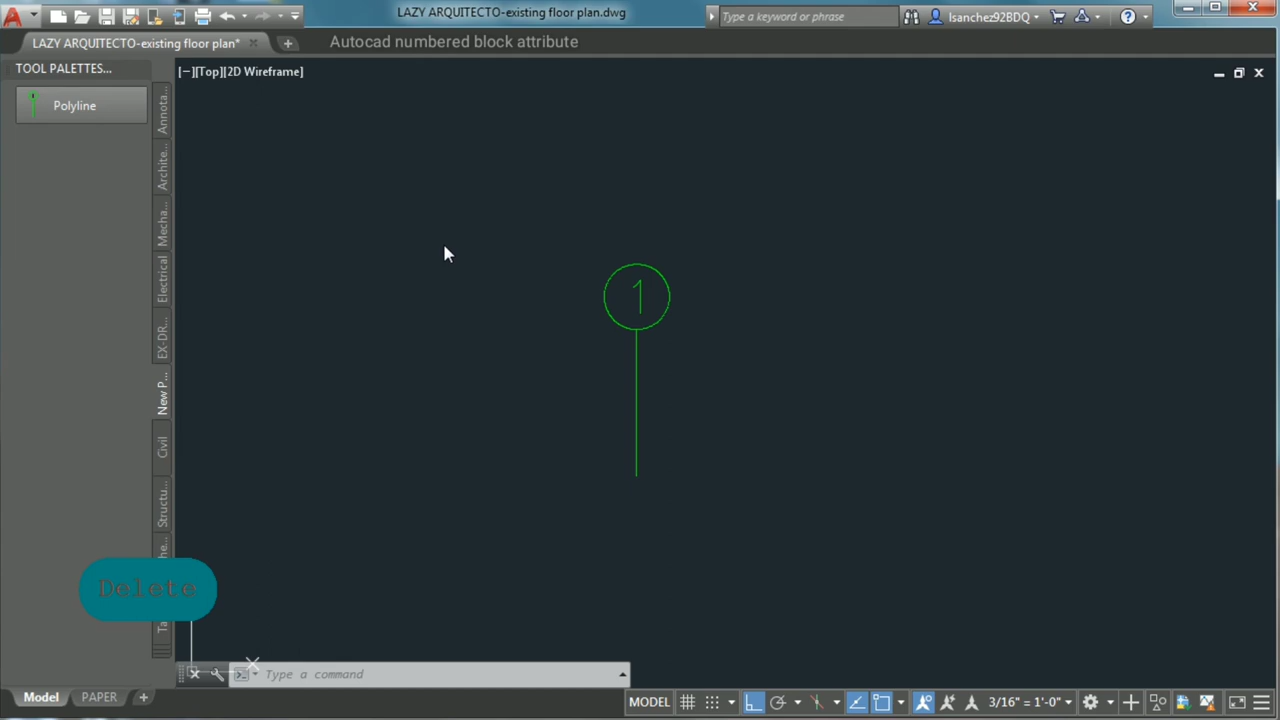 LAZY ARQUITECTO-existing floor plan.dwg
Type a keyword or phrase
lsanchez92BDQ
LAZY ARQUITECTO-existing floor plan*
Autocad numbered block attribute
TOOL PALETTES...
[−][Top][2D Wireframe]
Polyline
Annota...
Archite...
Mecha...
Electrical
EX-DR...
New P...
Civil
Structu...
1
Delete
Type a command
Model
PAPER
MODEL
3/16" = 1'-0"